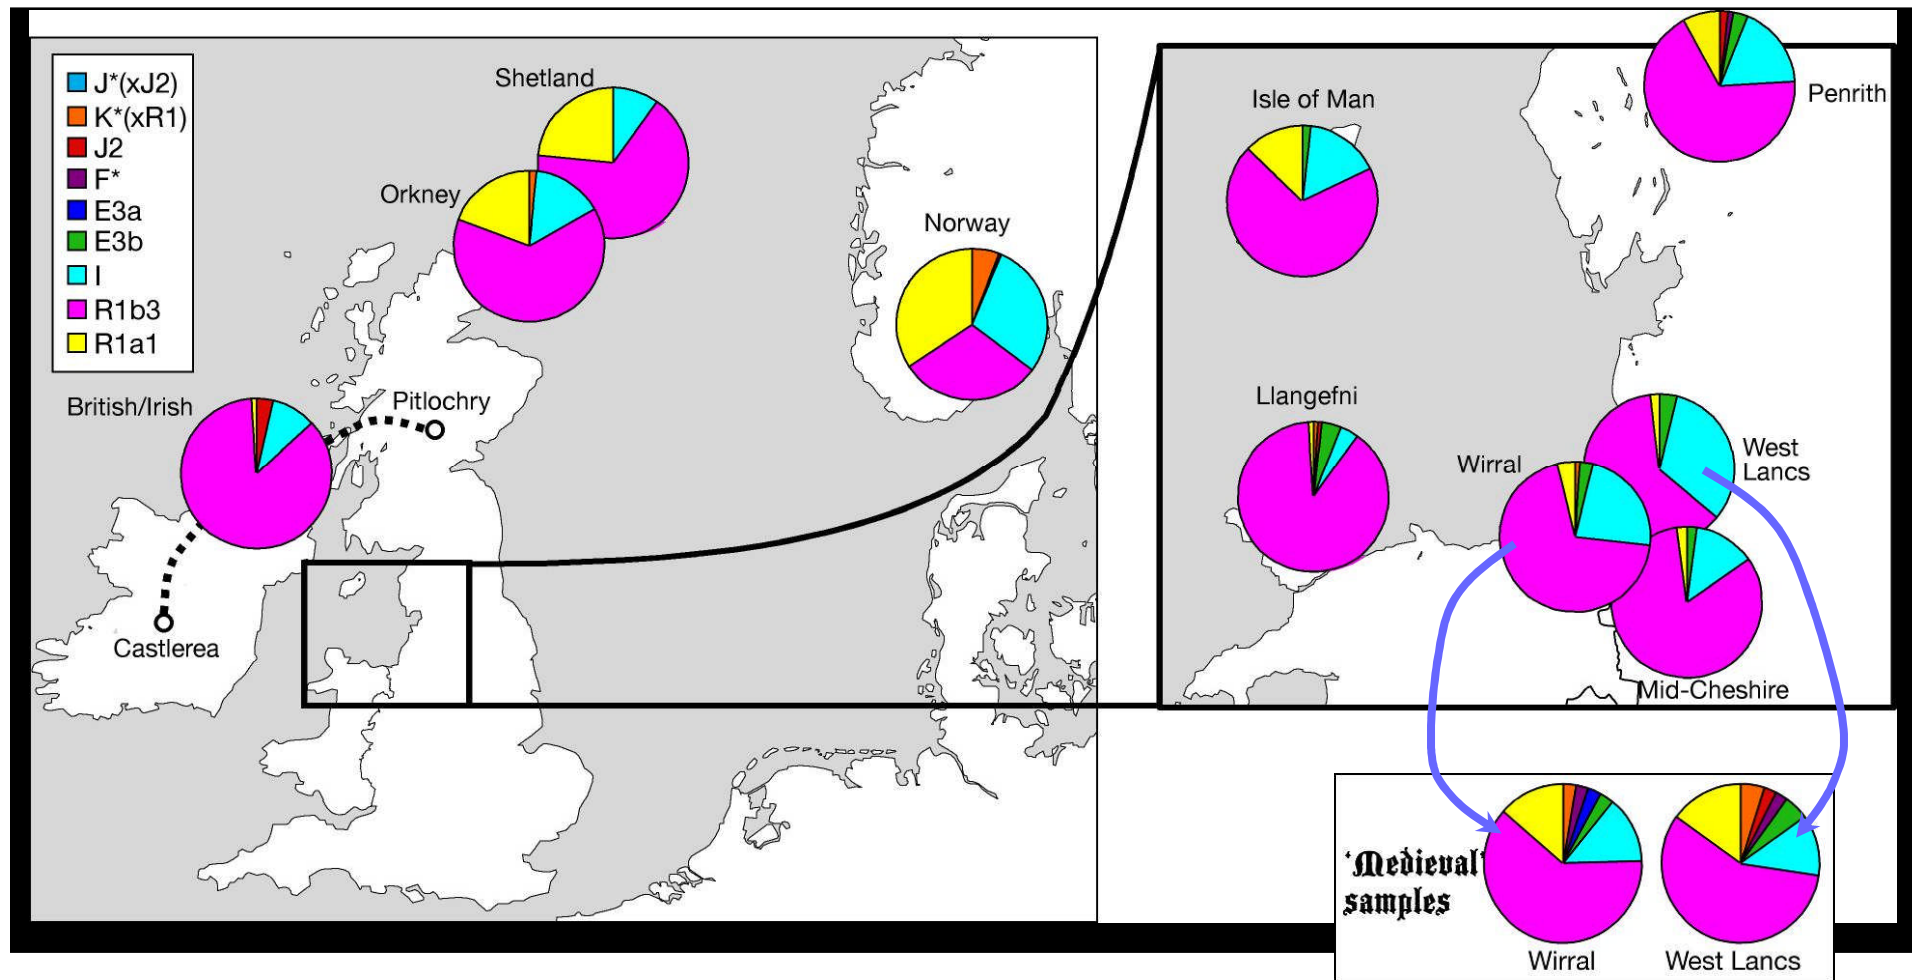 J*(xJ2)
K*(xR1)
J2
F*
E3a
E3b
I
R1b3
R1a1
Shetland
Orkney
Norway
British/Irish
Pitlochry
Castlerea
Isle of Man
Penrith
Llangefni
Wirral
West
Lancs
Mid-Cheshire
'Medieval'
samples
Wirral
West Lancs